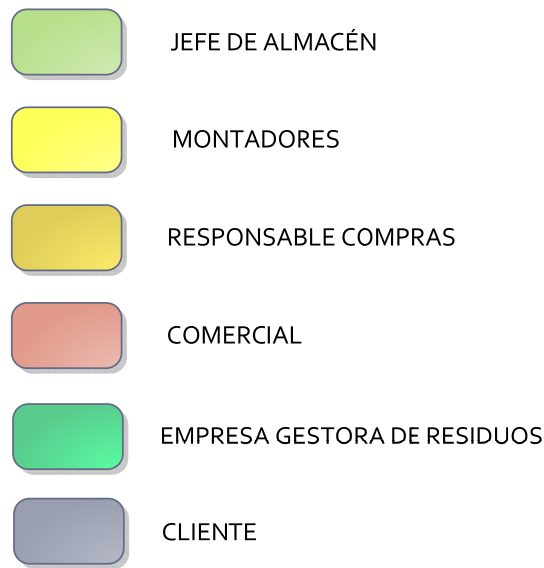 JEFE DE ALMACÉN
MONTADORES
RESPONSABLE COMPRAS
COMERCIAL
EMPRESA GESTORA DE RESIDUOS
CLIENTE